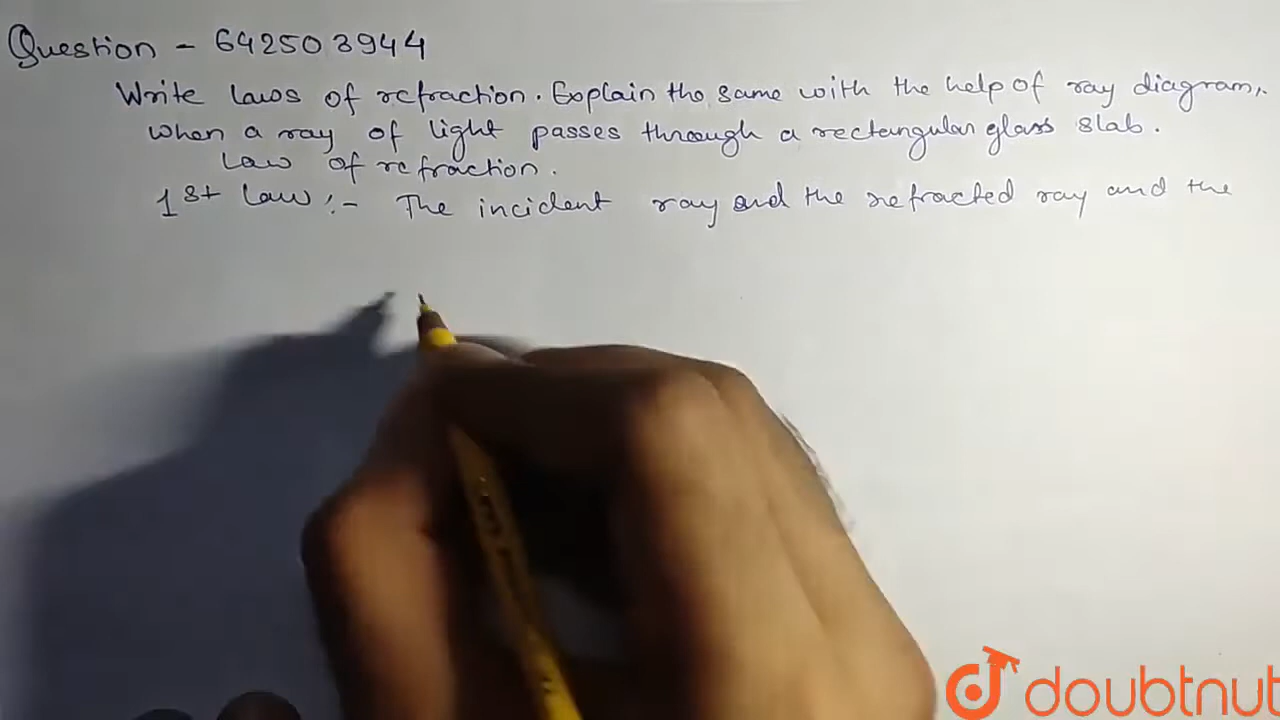 Question - 642503944
Write laws of refraction. Explain the same with the help of ray diagram,
when a ray of light passes through a rectangular glass slab.
Law of refraction.
1st law :- The incident ray and the refracted ray and the
doubtnut